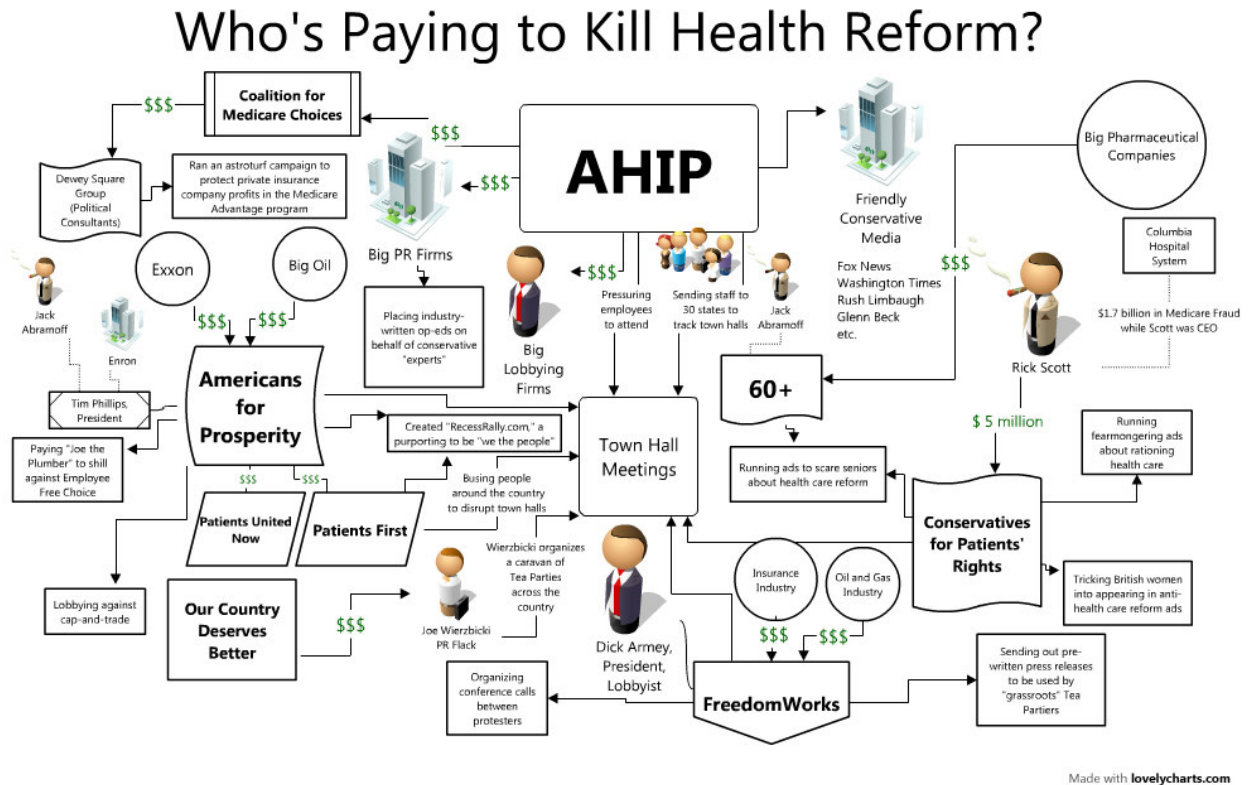 Who's Paying to Kill Health Reform?
$$$
Coalition for
Medicare Choices
$$$
AHIP
$$$
Dewey Square
Group
(Political
Consultants)
Ran an astroturf campaign to
protect private insurance
company profits in the Medicare
Advantage program
Big PR Firms
Friendly
Conservative
Media
Fox News
Washington Times
Rush Limbaugh
Glenn Beck
etc.
Big Pharmaceutical
Companies
$$$
Columbia
Hospital
System
$1.7 billion in Medicare Fraud
while Scott was CEO
Rick Scott
$ 5 million
Exxon
Big Oil
$$$
$$$
Jack
Abramoff
Enron
Tim Phillips,
President
Americans
for
Prosperity
Placing industry-
written op-eds on
behalf of conservative
"experts"
$$$
Big
Lobbying
Firms
Pressuring
employees
to attend
Sending staff to
30 states to
track town halls
Jack
Abramoff
60+
Town Hall
Meetings
Running ads to scare seniors
about health care reform
Running
fearmongering ads
about rationing
health care
Paying "Joe the
Plumber" to shill
against Employee
Free Choice
Created "RecessRally.com," a
purporting to be "we the people"
$$$
$$$
Patients United
Now
Patients First
Busing people
around the country
to disrupt town halls
Conservatives
for Patients'
Rights
Tricking British women
into appearing in anti-
health care reform ads
Lobbying against
cap-and-trade
Our Country
Deserves
Better
$$$
Joe Wierzbicki
PR Flack
Wierzbicki organizes
a caravan of
Tea Parties
across the
country
Dick Armey,
President,
Lobbyist
Insurance
Industry
Oil and Gas
Industry
$$$
$$$
FreedomWorks
Organizing
conference calls
between
protesters
Sending out pre-
written press releases
to be used by
"grassroots" Tea
Partiers
Made with lovelycharts.com